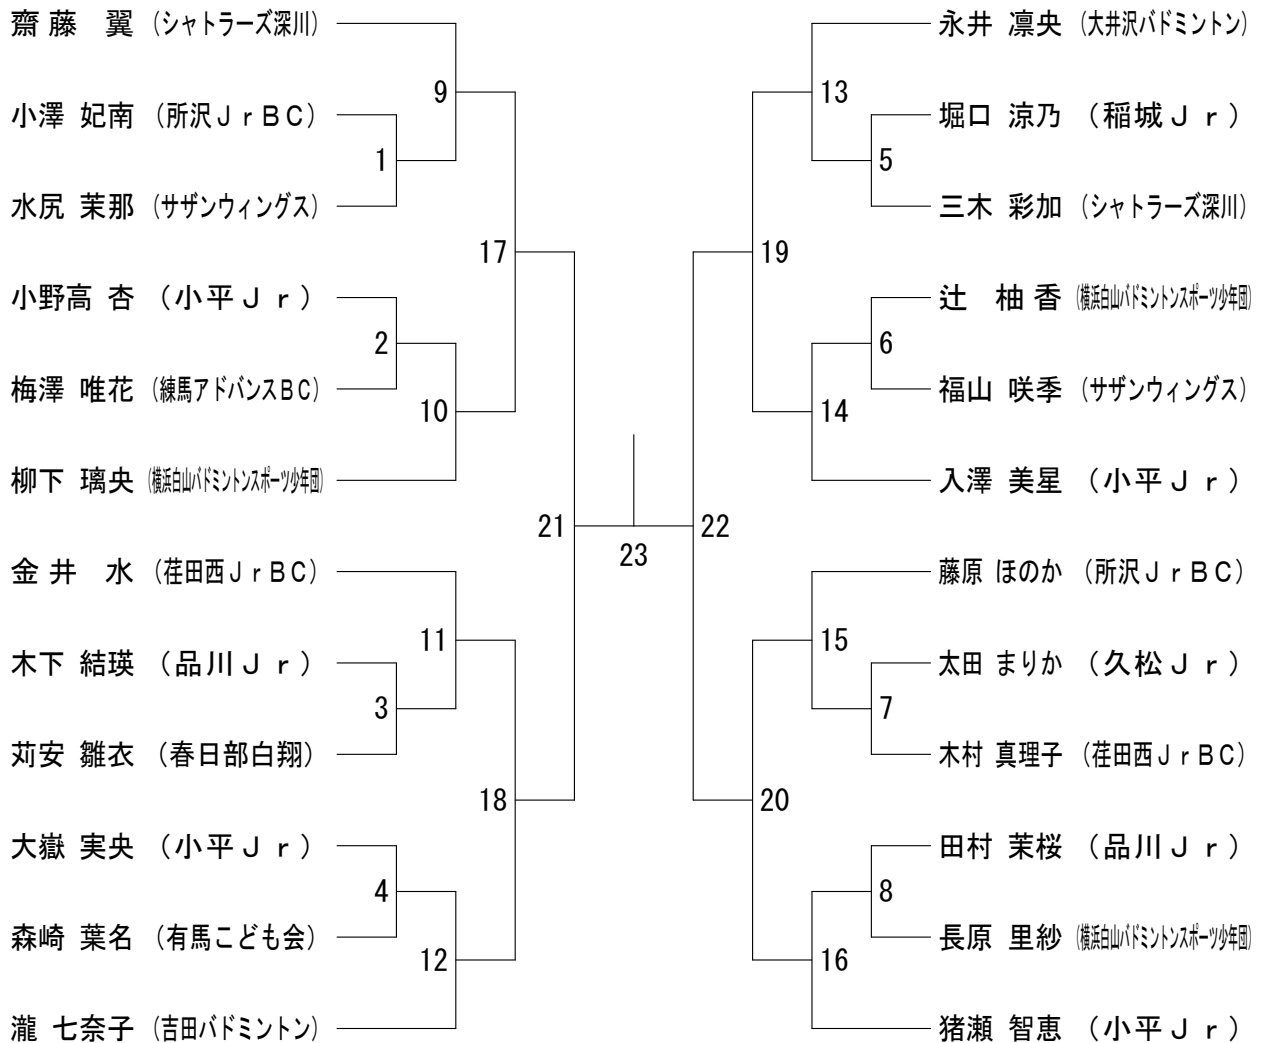 齋藤 翼 (シャトラーズ深川)
9
小澤 妃南 (所沢ＪｒＢＣ)
1
水尻 茉那 (サザンウィングス)
17
小野高 杏 (小平Ｊｒ)
2
梅澤 唯花 (練馬アドバンスＢＣ)
10
柳下 璃央 (横浜白山バドミントンスポーツ少年団)
21
金井 水 (荏田西ＪｒＢＣ)
11
木下 結瑛 (品川Ｊｒ)
3
苅安 雛衣 (春日部白翔)
18
大嶽 実央 (小平Ｊｒ)
4
森崎 葉名 (有馬こども会)
12
瀧 七奈子 (吉田バドミントン)
23
永井 凛央 (大井沢バドミントン)
13
堀口 涼乃 (稲城Ｊｒ)
5
三木 彩加 (シャトラーズ深川)
19
辻 柚香 (横浜白山バドミントンスポーツ少年団)
6
福山 咲季 (サザンウィングス)
14
入澤 美星 (小平Ｊｒ)
22
藤原 ほのか (所沢ＪｒＢＣ)
15
太田 まりか (久松Ｊｒ)
7
木村 真理子 (荏田西ＪｒＢＣ)
20
田村 茉桜 (品川Ｊｒ)
8
長原 里紗 (横浜白山バドミントンスポーツ少年団)
16
猪瀬 智恵 (小平Ｊｒ)